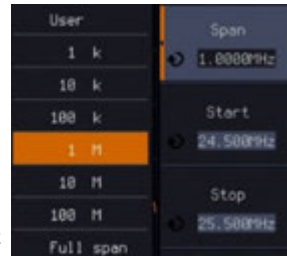 User
1 k
10 k
100 k
1 M
10 M
100 M
Full span
Span
1.0000MHz
Start
24.500MHz
Stop
25.500MHz